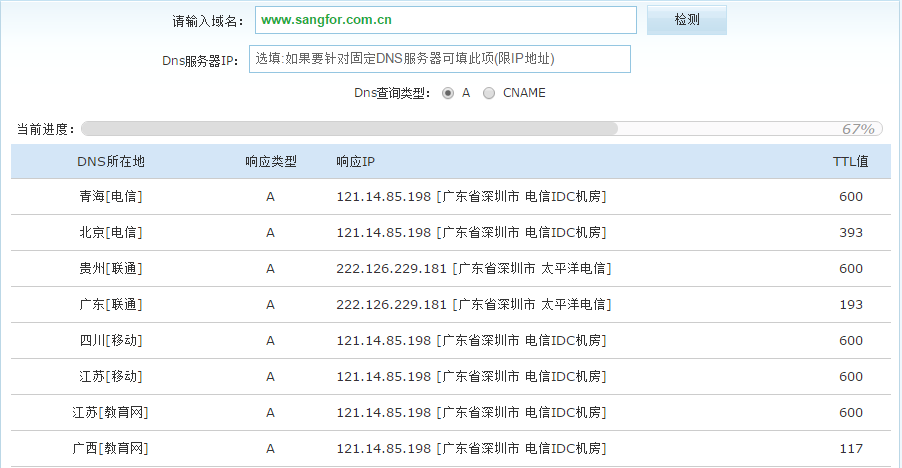 请输入域名： www.sangfor.com.cn 检测
Dns服务器IP： 选填:如果要针对固定DNS服务器可填此项(限IP地址)
Dns查询类型： A CNAME
当前进度： 67%
DNS所在地 响应类型 响应IP TTL值
青海[电信] A 121.14.85.198 [广东省深圳市 电信IDC机房] 600
北京[电信] A 121.14.85.198 [广东省深圳市 电信IDC机房] 393
贵州[联通] A 222.126.229.181 [广东省深圳市 太平洋电信] 600
广东[联通] A 222.126.229.181 [广东省深圳市 太平洋电信] 193
四川[移动] A 121.14.85.198 [广东省深圳市 电信IDC机房] 600
江苏[移动] A 121.14.85.198 [广东省深圳市 电信IDC机房] 600
江苏[教育网] A 121.14.85.198 [广东省深圳市 电信IDC机房] 600
广西[教育网] A 121.14.85.198 [广东省深圳市 电信IDC机房] 117